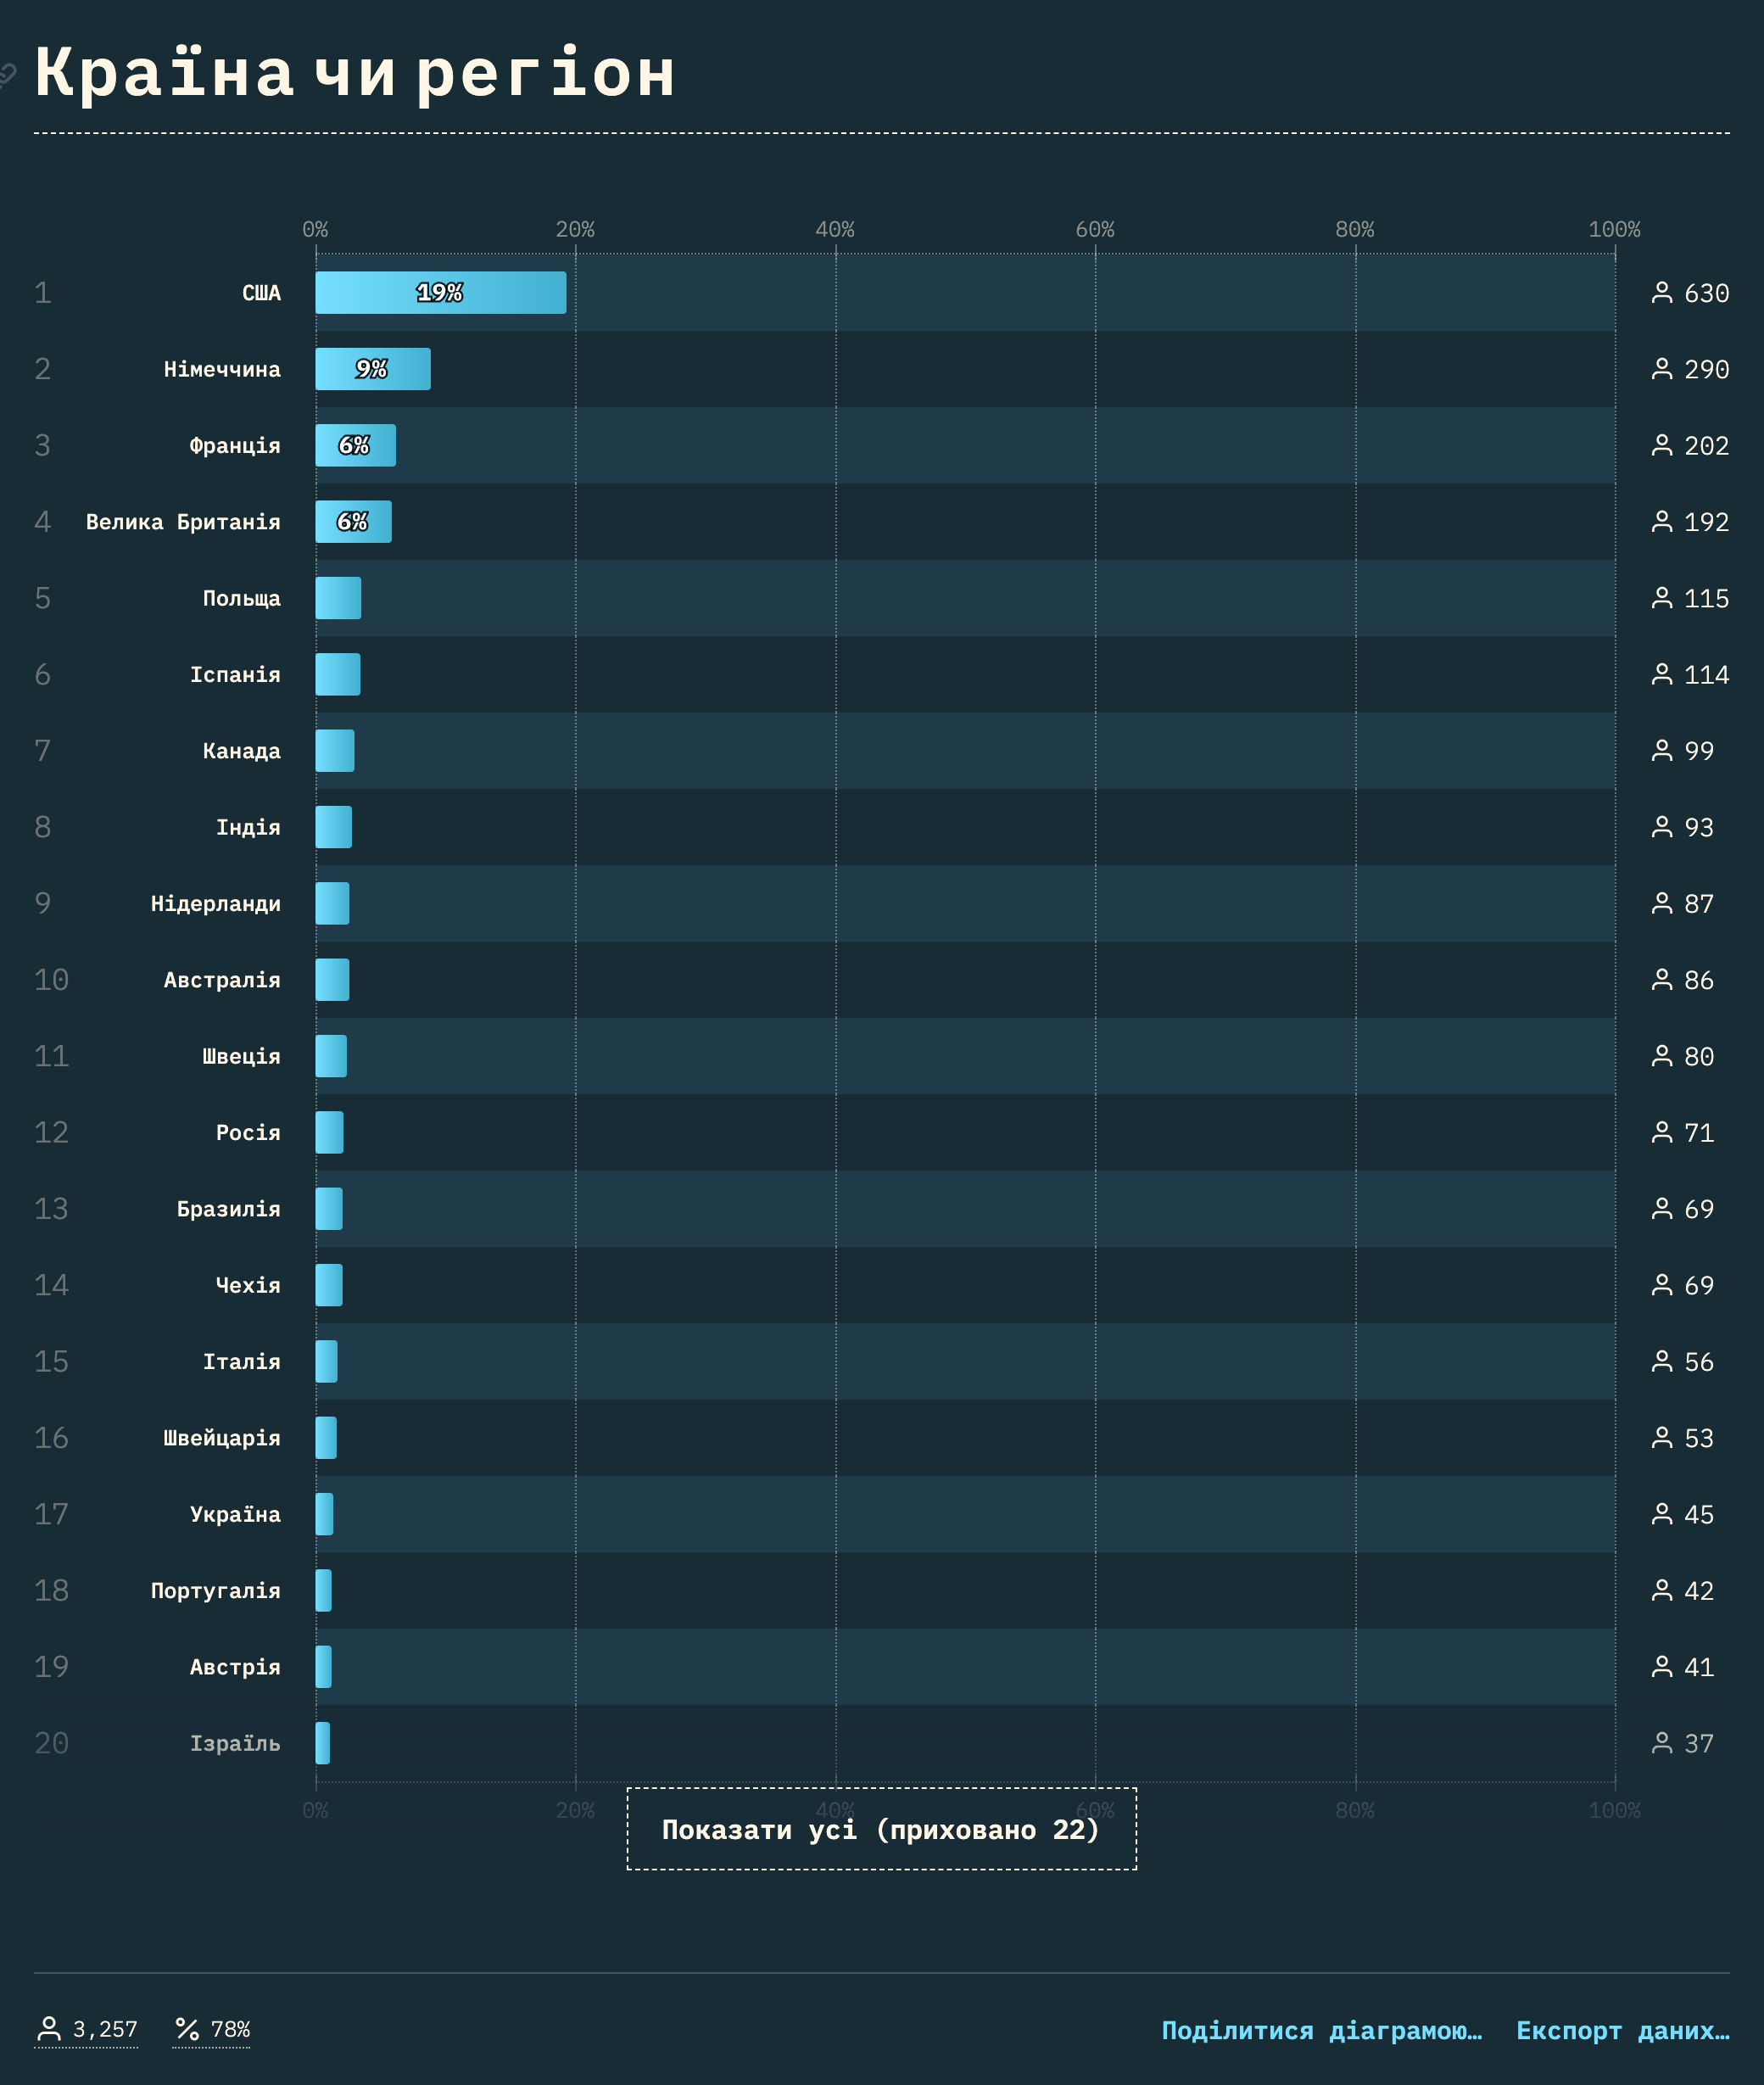 Країна чи регіон
0% 20% 40% 60% 80% 100%
1 США 19% 630
2 Німеччина 9% 290
3 Франція 6% 202
4 Велика Британія 6% 192
5 Польща 115
6 Іспанія 114
7 Канада 99
8 Індія 93
9 Нідерланди 87
10 Австралія 86
11 Швеція 80
12 Росія 71
13 Бразилія 69
14 Чехія 69
15 Італія 56
16 Швейцарія 53
17 Україна 45
18 Португалія 42
19 Австрія 41
20 Ізраїль 37
0% 20% 40% 60% 80% 100%
Показати усі (приховано 22)
3,257 78% Поділитися діаграмою… Експорт даних…